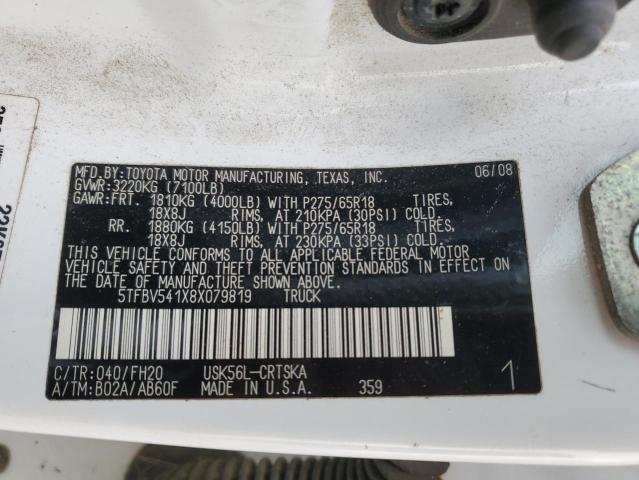 MFD.BY:TOYOTA MOTOR MANUFACTURING, TEXAS, INC. 06/08
GVWR:3220KG (7100LB)
GAWR:FRT. 1810KG (4000LB) WITH P275/65R18 TIRES,
18X8J RIMS, AT 210KPA (30PSI) COLD.
RR. 1880KG (4150LB) WITH P275/65R18 TIRES,
18X8J RIMS, AT 230KPA (33PSI) COLD.
THIS VEHICLE CONFORMS TO ALL APPLICABLE FEDERAL MOTOR
VEHICLE SAFETY AND THEFT PREVENTION STANDARDS IN EFFECT ON
THE DATE OF MANUFACTURE SHOWN ABOVE.
5TFBV541X8X079819 TRUCK
C/TR:040/FH20 USK56L-CRTSKA
A/TM:B02A/AB60F MADE IN U.S.A. 359 1